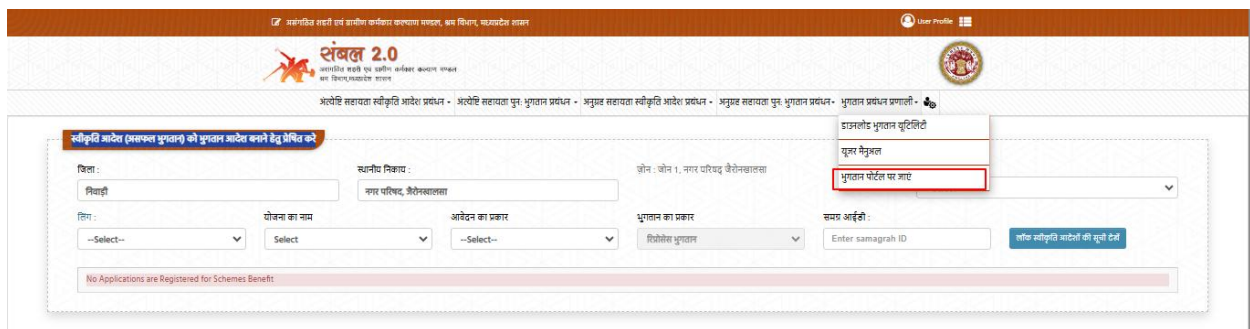 असंगठित शहरी एवं ग्रामीण कर्मकार कल्याण मण्डल, श्रम विभाग, मध्यप्रदेश शासन
User Profile
संबल 2.0
असंगठित शहरी एवं ग्रामीण कर्मकार कल्याण मण्डल
श्रम विभाग,मध्यप्रदेश शासन
अंत्येष्टि सहायता स्वीकृति आदेश प्रबंधन - अंत्येष्टि सहायता पुन: भुगतान प्रबंधन - अनुग्रह सहायता स्वीकृति आदेश प्रबंधन - अनुग्रह सहायता पुन: भुगतान प्रबंधन - भुगतान प्रबंधन प्रणाली -
डाउनलोड भुगतान यूटिलिटी
यूजर मैनुअल
भुगतान पोर्टल पर जाएं
स्वीकृति आदेश (असफल भुगतान) को भुगतान आदेश बनाने हेतु प्रेषित करे
जिला : स्थानीय निकाय : ज़ोन : जोन 1, नगर परिषद् जैरोनखालसा
निवाड़ी नगर परिषद, जैरोनखालसा
लिंग : योजना का नाम आवेदन का प्रकार भुगतान का प्रकार समग्र आईडी :
--Select-- Select --Select-- रिप्रोसेस भुगतान Enter samagrah ID लॉक स्वीकृति आदेशों की सूची देखें
No Applications are Registered for Schemes Benefit